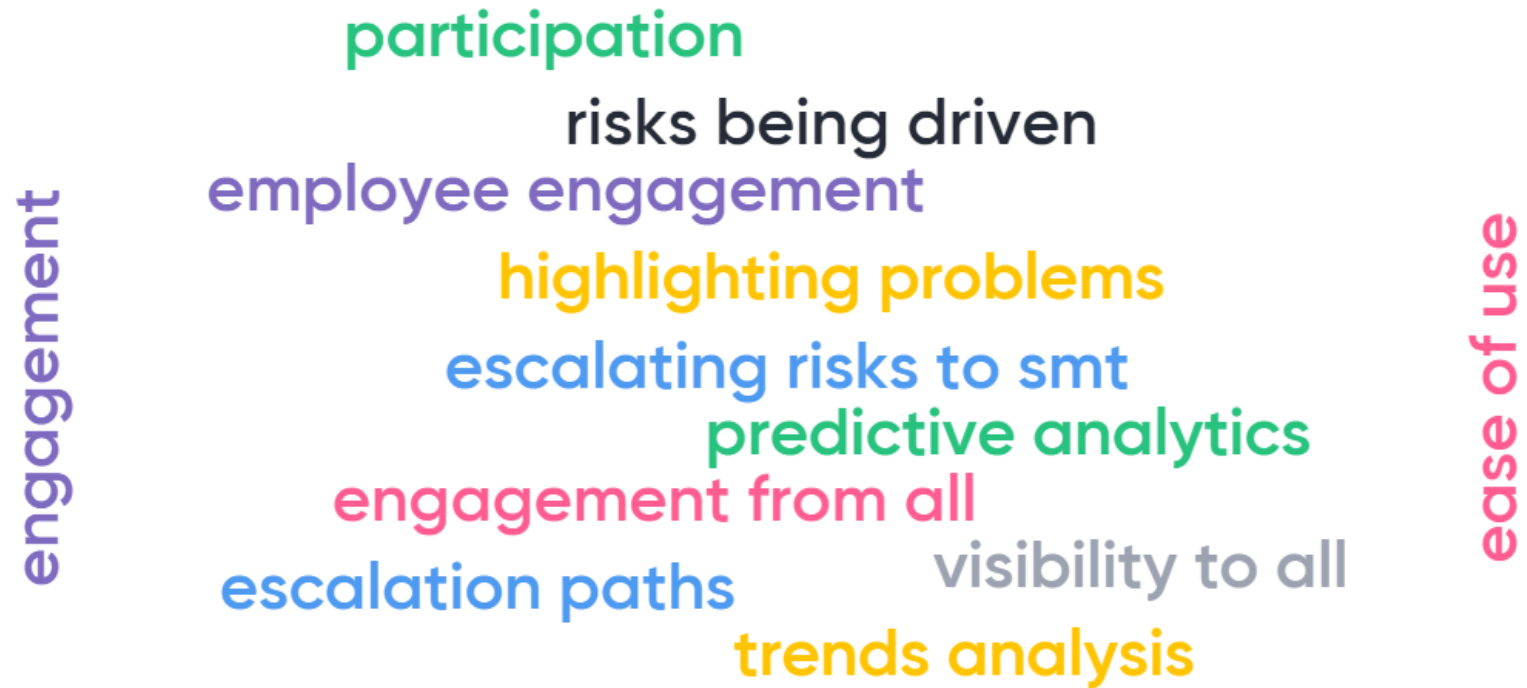 participation
risks being driven
employee engagement
engagement
highlighting problems
ease of use
escalating risks to smt
predictive analytics
engagement from all
visibility to all
escalation paths
trends analysis